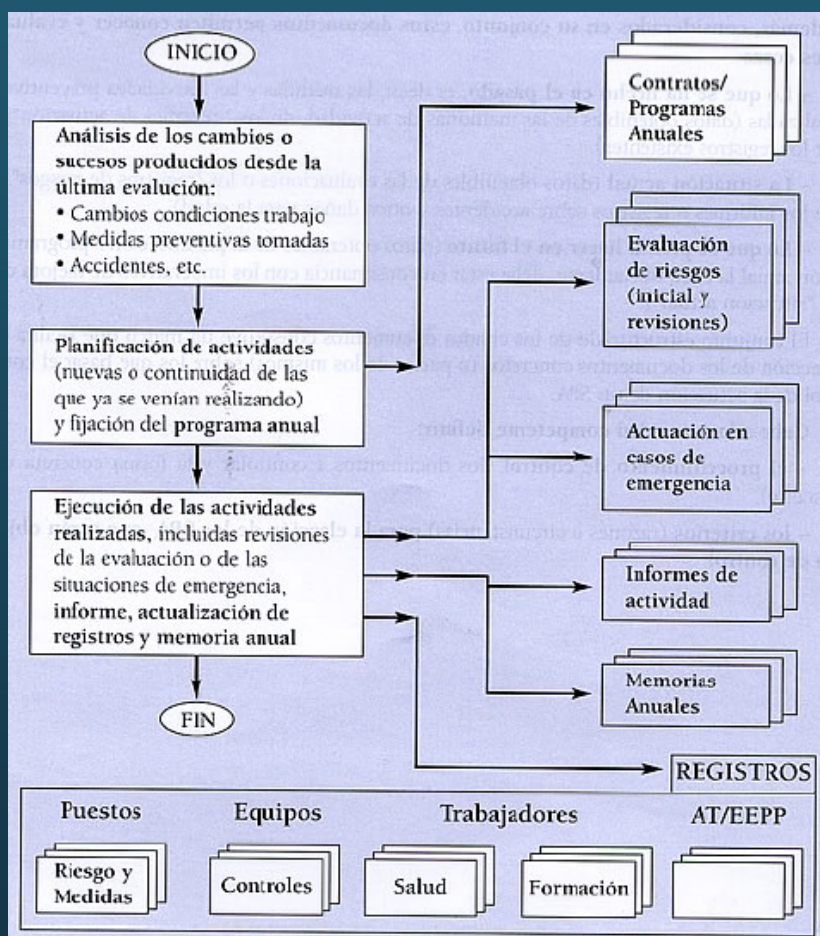 INICIO
Análisis de los cambios o
sucesos producidos desde la
última evalución:
• Cambios condiciones trabajo
• Medidas preventivas tomadas
• Accidentes, etc.
Planificación de actividades
(nuevas o continuidad de las
que ya se venían realizando)
y fijación del programa anual
Ejecución de las actividades
realizadas, incluidas revisiones
de la evaluación o de las
situaciones de emergencia,
informe, actualización de
registros y memoria anual
FIN
Contratos/
Programas
Anuales
Evaluación
de riesgos
(inicial y
revisiones)
Actuación en
casos de
emergencia
Informes de
actividad
Memorias
Anuales
REGISTROS
Puestos
Equipos
Trabajadores
AT/EEPP
Riesgo y
Medidas
Controles
Salud
Formación